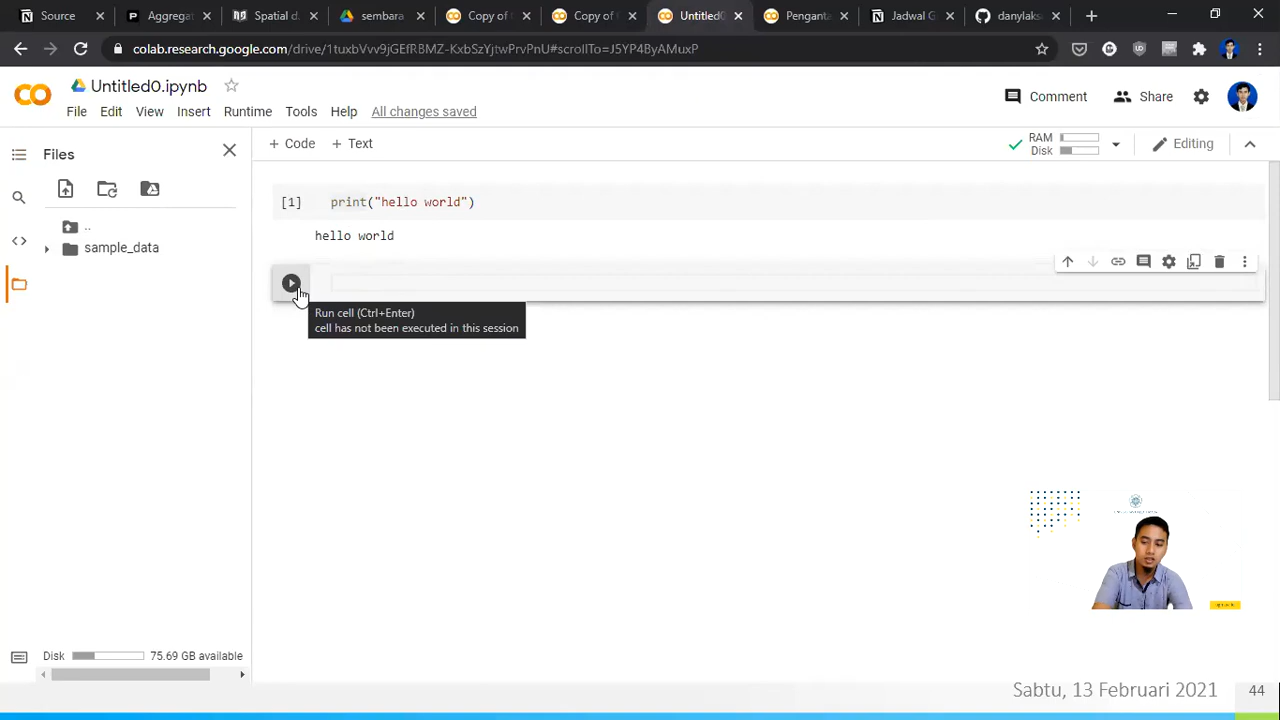 Source
Aggregat
Spatial d
sembara
Copy of
Copy of
Untitled0
Pengant
Jadwal G
danylaks
colab.research.google.com/drive/1tuxbVvv9jGEfRBMZ-KxbSzYjtwPrvPnU#scrollTo=J5YP4ByAMuxP
Untitled0.ipynb
Comment
Share
File Edit View Insert Runtime Tools Help All changes saved
Files
+ Code + Text
RAM
Disk
Editing
..
sample_data
[1] print("hello world")
hello world
Run cell (Ctrl+Enter)
cell has not been executed in this session
Disk 75.69 GB available
Sabtu, 13 Februari 2021 44